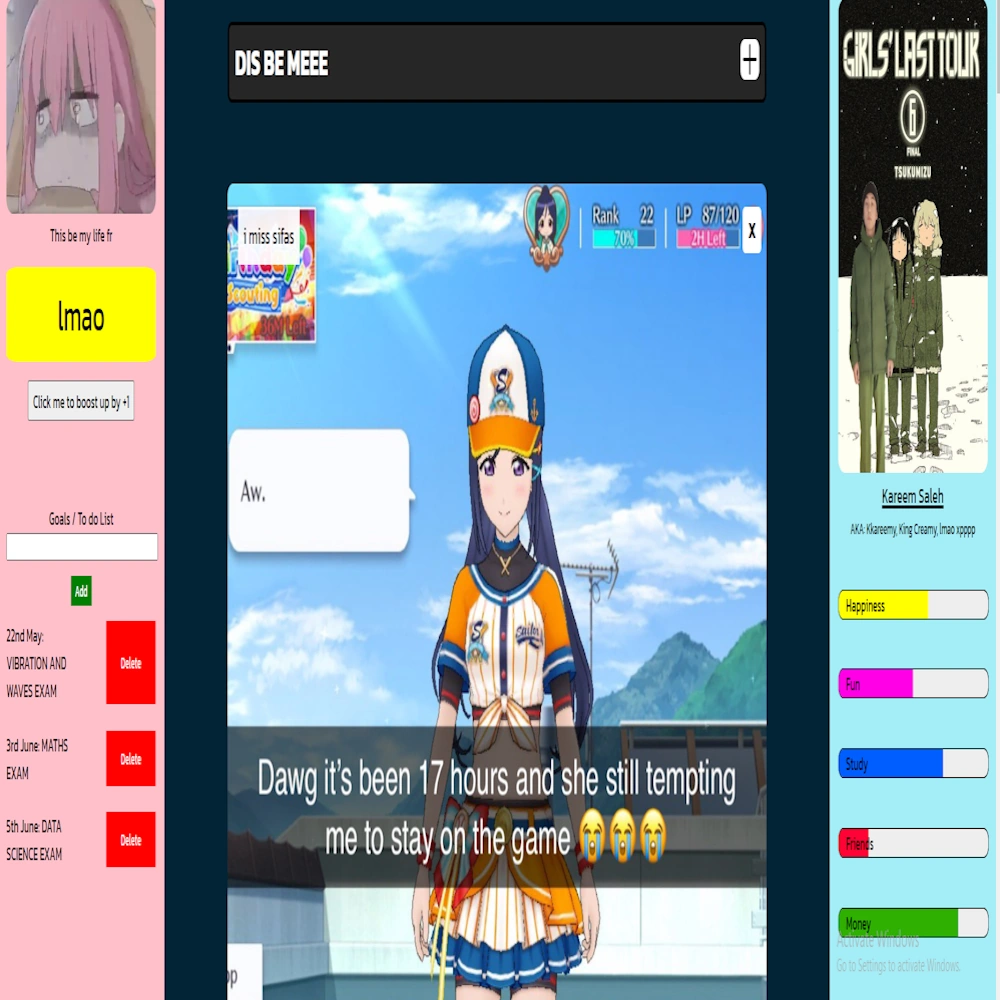 This be my life fr
lmao
Click me to boost up by +1
Goals / To do List
Add
22nd May:
VIBRATION AND
WAVES EXAM
Delete
3rd June: MATHS
EXAM
Delete
5th June: DATA
SCIENCE EXAM
Delete
DIS BE MEEE
+
i miss sifas
Scouting
Rank 22
70%
LP 87/120
2H Left
X
Aw.
S
S
Dawg it's been 17 hours and she still tempting
me to stay on the game 😭😭😭
GIRLS' LAST TOUR
6
FINAL
TSUKUMIZU
Kareem Saleh
AKA: Kkareemy, King Creamy, lmao xpppp
Happiness
Fun
Study
Friends
Money
Activate Windows
Go to Settings to activate Windows.